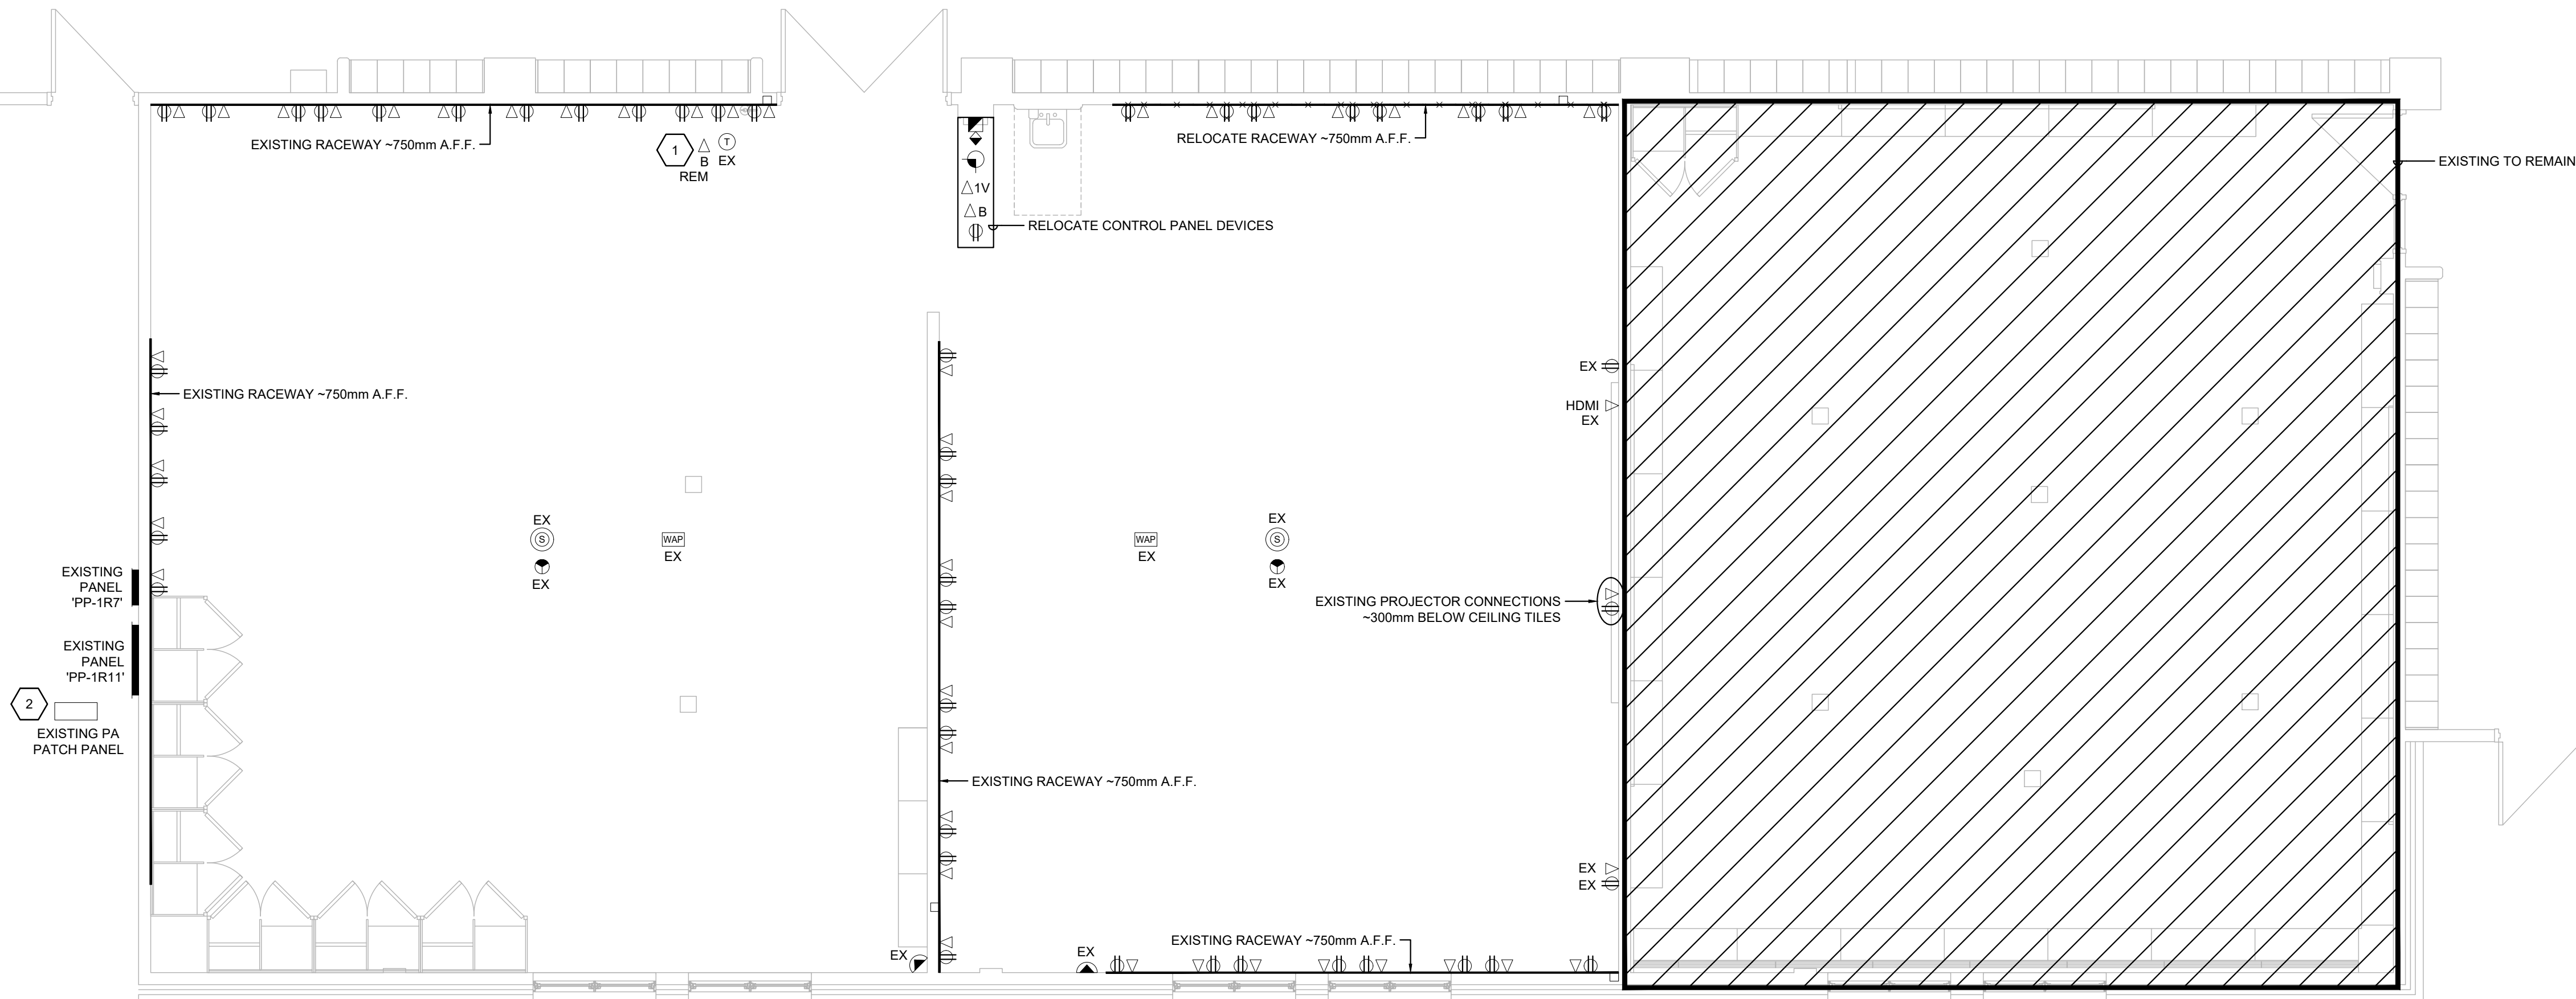 EXISTING RACEWAY ~750mm A.F.F.
1
B
REM
T
EX
RELOCATE RACEWAY ~750mm A.F.F.
EXISTING TO REMAIN
1V
B
RELOCATE CONTROL PANEL DEVICES
EX
HDMI
EX
EXISTING RACEWAY ~750mm A.F.F.
EX
S
EX
WAP
EX
WAP
EX
EX
S
EX
EXISTING
PANEL
'PP-1R7'
EXISTING
PANEL
'PP-1R11'
2
EXISTING PA
PATCH PANEL
EXISTING PROJECTOR CONNECTIONS
~300mm BELOW CEILING TILES
EXISTING RACEWAY ~750mm A.F.F.
EX
EX
EXISTING RACEWAY ~750mm A.F.F.
EX
EX